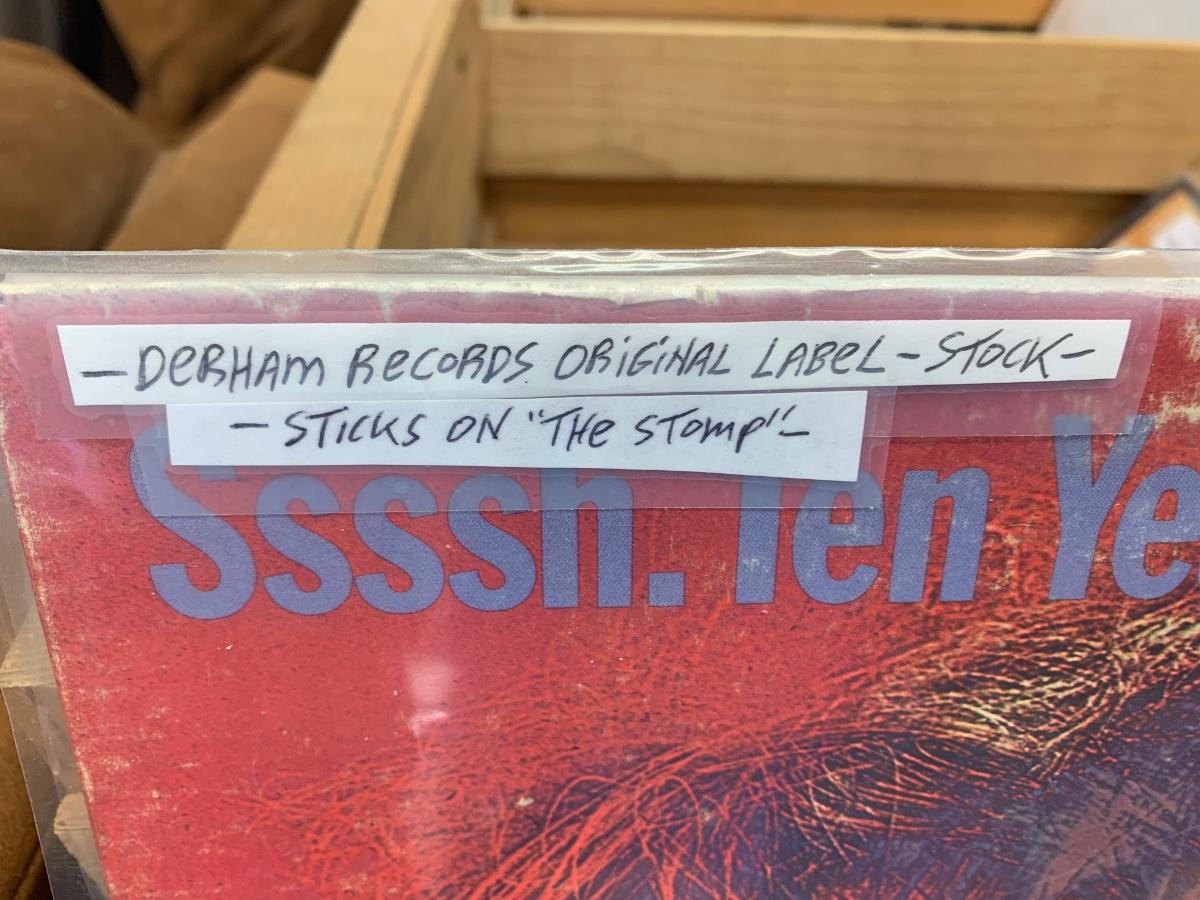 -DERHAM RECORDS ORIGINAL LABEL-STOCK-
-STICKS ON "THE STOMP"-
Ssssh. Ten Ye